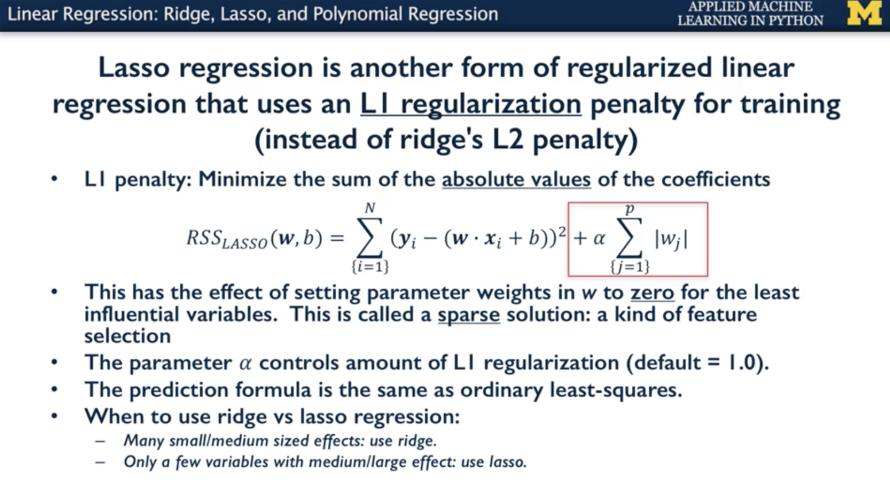 Linear Regression: Ridge, Lasso, and Polynomial Regression
APPLIED MACHINE
LEARNING IN PYTHON
M
Lasso regression is another form of regularized linear
regression that uses an L1 regularization penalty for training
(instead of ridge's L2 penalty)
• L1 penalty: Minimize the sum of the absolute values of the coefficients
RSS_LASSO(w, b) = ∑_{i=1}^N (y_i − (w · x_i + b))² + α ∑_{j=1}^p |w_j|
• This has the effect of setting parameter weights in w to zero for the least
influential variables. This is called a sparse solution: a kind of feature
selection
• The parameter α controls amount of L1 regularization (default = 1.0).
• The prediction formula is the same as ordinary least-squares.
• When to use ridge vs lasso regression:
– Many small/medium sized effects: use ridge.
– Only a few variables with medium/large effect: use lasso.